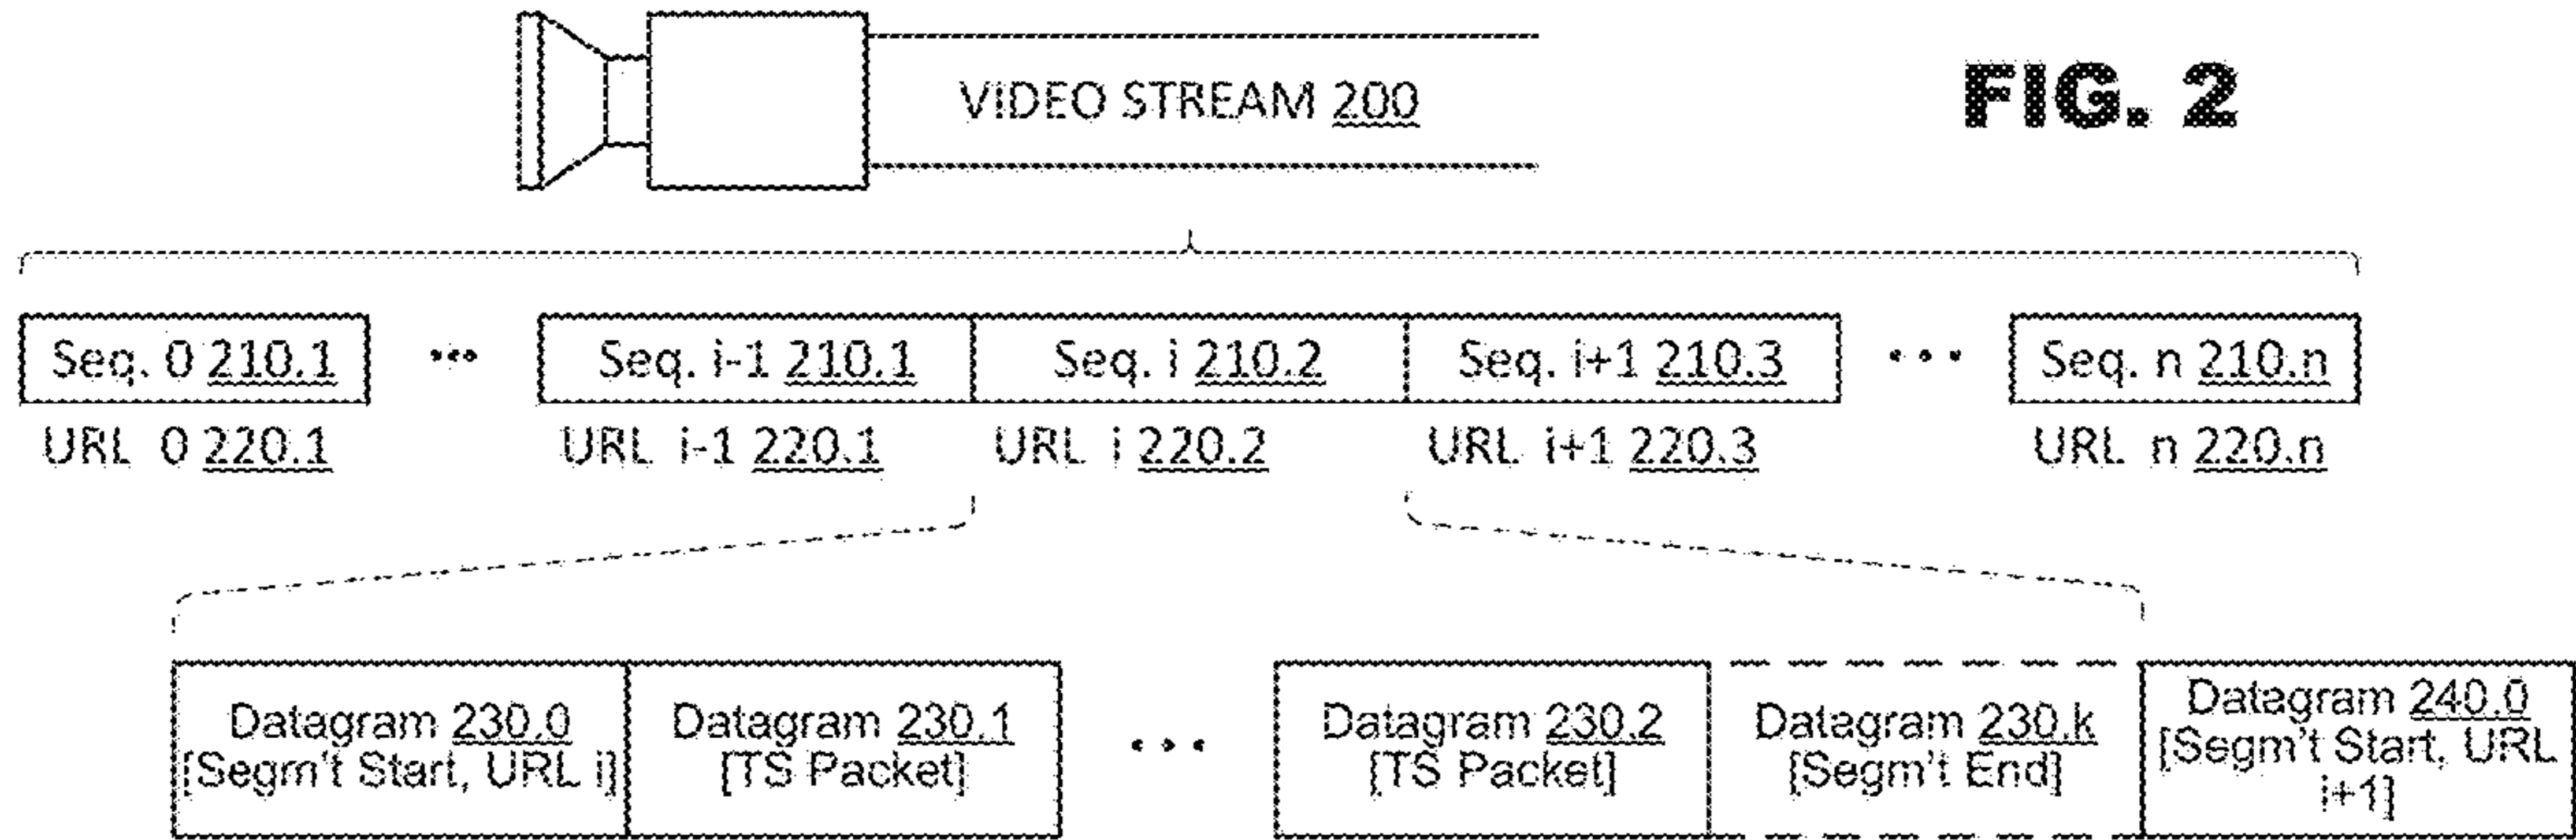 VIDEO STREAM 200
FIG. 2
Seq. 0 210.1 ••• Seq. i-1 210.1 Seq. i 210.2 Seq. i+1 210.3 ••• Seq. n 210.n
URL 0 220.1 URL i-1 220.1 URL i 220.2 URL i+1 220.3 URL n 220.n
Datagram 230.0
[Segm't Start, URL i]
Datagram 230.1
[TS Packet]
•••
Datagram 230.2
[TS Packet]
Datagram 230.k
[Segm't End]
Datagram 240.0
[Segm't Start, URL
i+1]